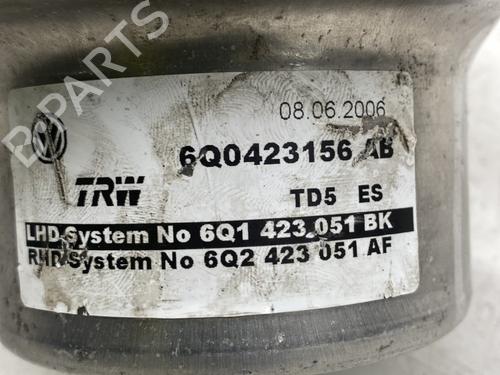 B-PARTS
08.06.2006
6Q0423156 AB
TRW
TD5 ES
LHD System No 6Q1 423 051 BK
RHD System No 6Q2 423 051 AF